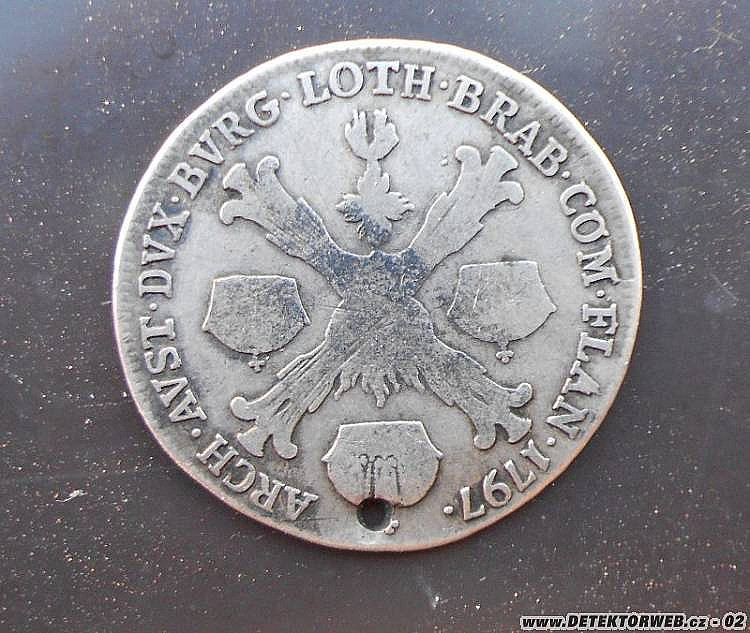 ARCH · AVST · DVX · BVRG · LOTH · BRAB · COM · FLAN · 1797 ·
www.DETEKTORWEB.cz - 02